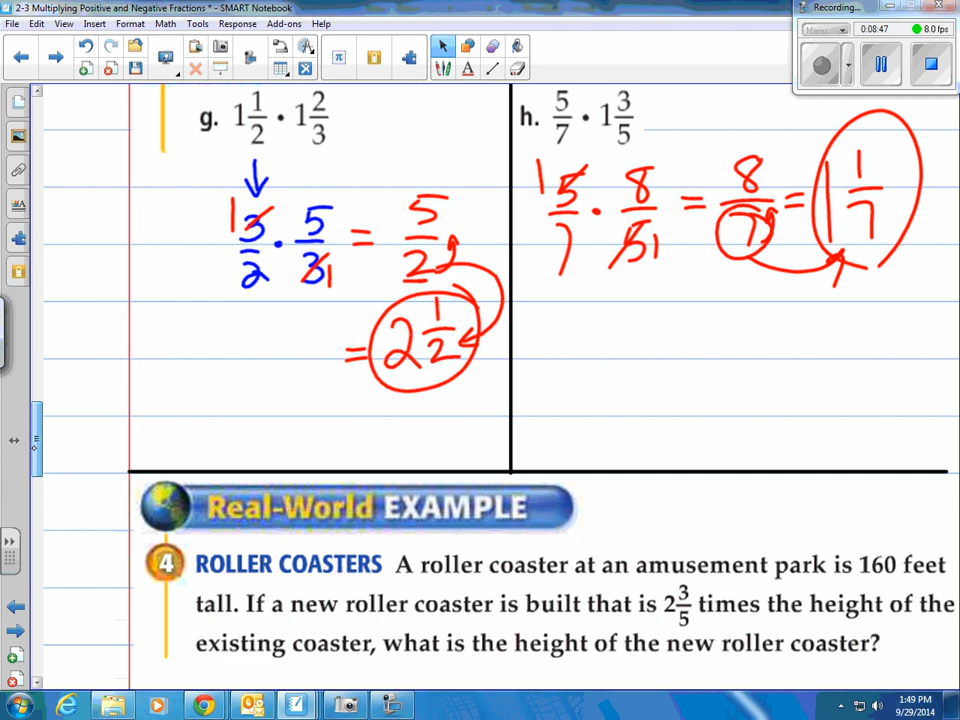 2-3 Multiplying Positive and Negative Fractions * - SMART Notebook
File Edit View Insert Format Math Tools Response Add-ons Help
Recording...
Menu 0:08:47 8.0 fps
g. 1 1/2 • 1 2/3
h. 5/7 • 1 3/5
1 3/2 · 5/3 1 = 5/2
= 2 1/2
1 5/7 · 8/5 1 = 8/7 = 1 1/7
Real-World EXAMPLE
4 ROLLER COASTERS A roller coaster at an amusement park is 160 feet
tall. If a new roller coaster is built that is 2 3/5 times the height of the
existing coaster, what is the height of the new roller coaster?
1:49 PM
9/29/2014